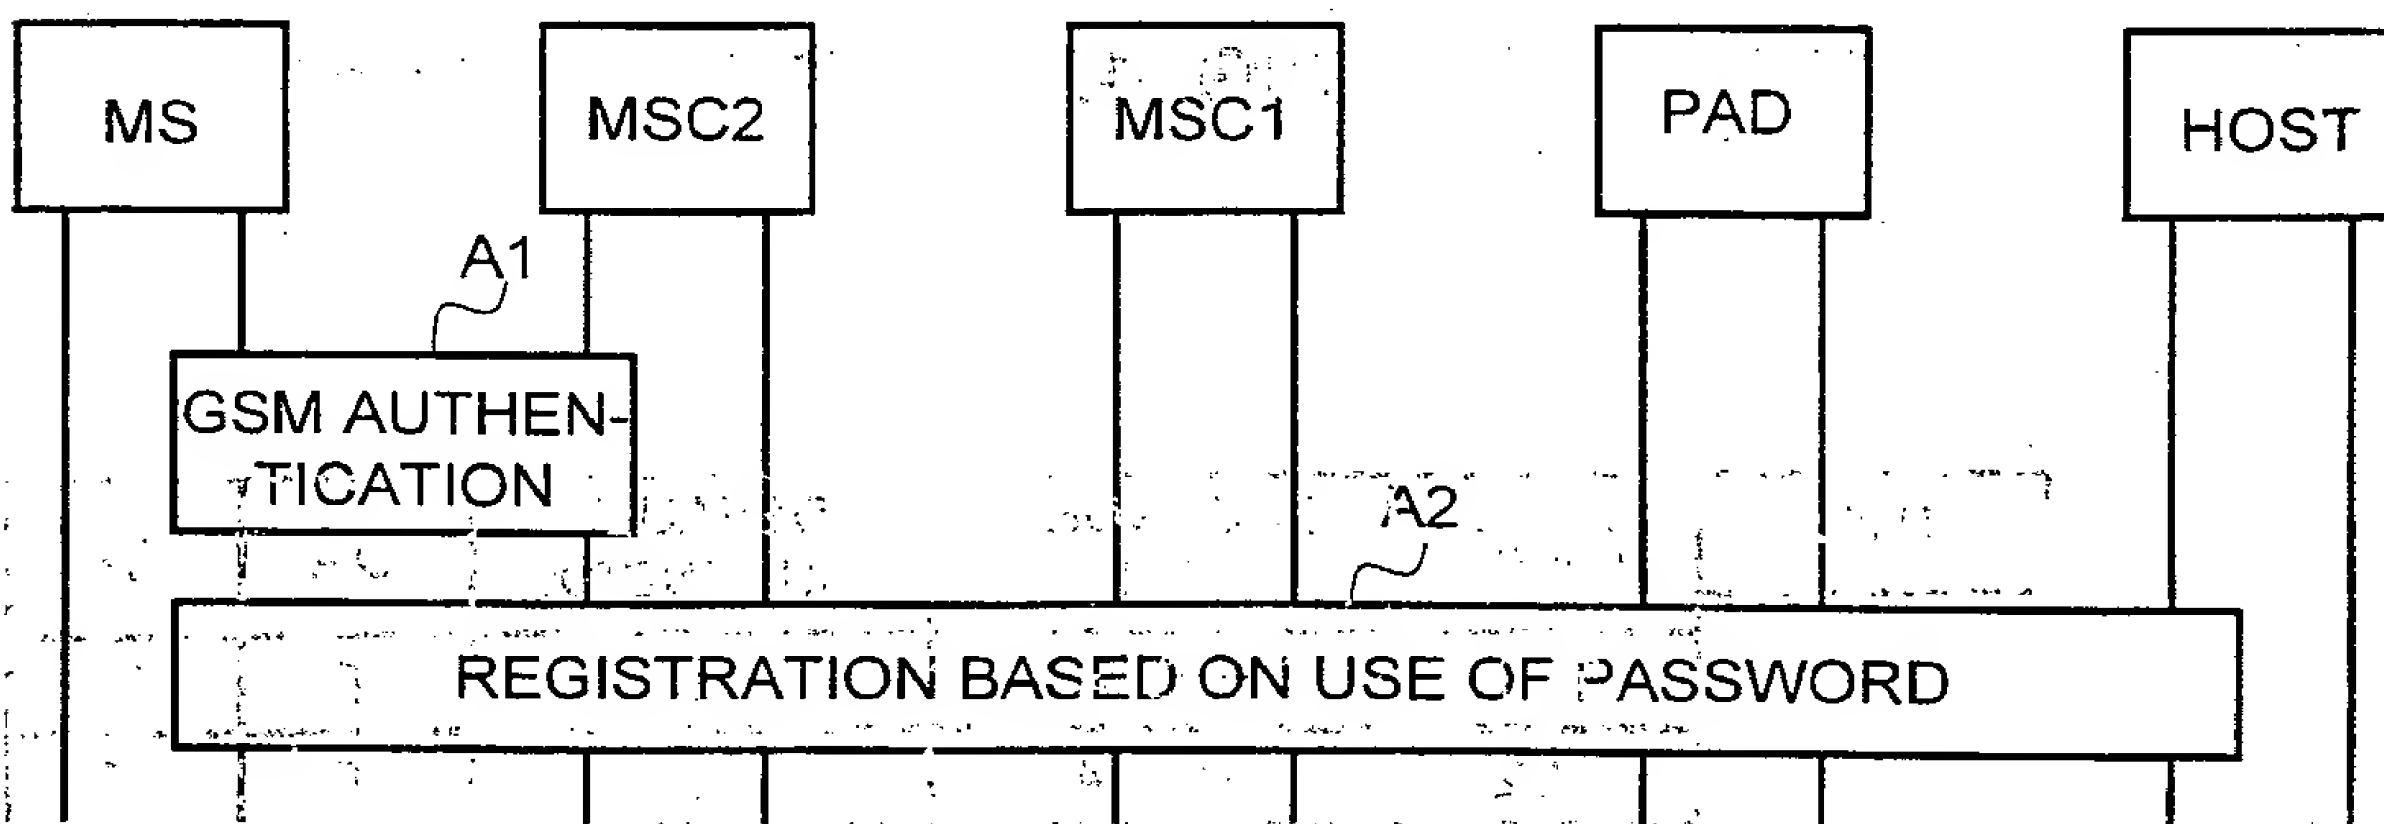 MS
MSC2
MSC1
PAD
HOST
A1
GSM AUTHEN-
TICATION
A2
REGISTRATION BASED ON USE OF PASSWORD